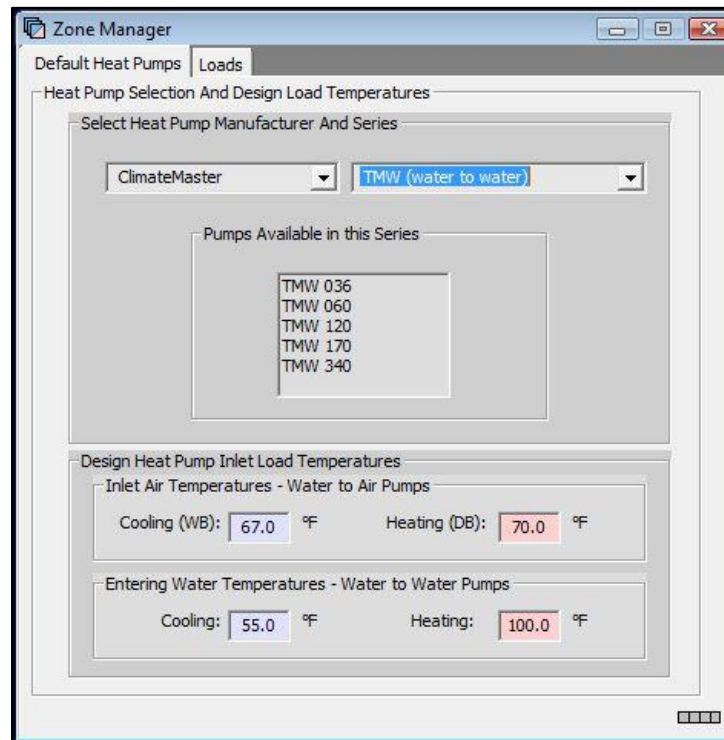 Zone Manager
Default Heat Pumps Loads
Heat Pump Selection And Design Load Temperatures
Select Heat Pump Manufacturer And Series
ClimateMaster TMW (water to water)
Pumps Available in this Series
TMW 036
TMW 060
TMW 120
TMW 170
TMW 340
Design Heat Pump Inlet Load Temperatures
Inlet Air Temperatures - Water to Air Pumps
Cooling (WB): 67.0 °F Heating (DB): 70.0 °F
Entering Water Temperatures - Water to Water Pumps
Cooling: 55.0 °F Heating: 100.0 °F